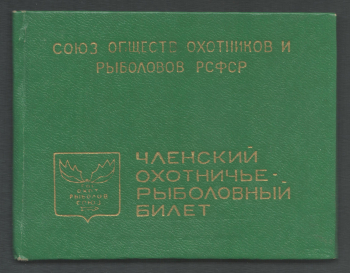 СОЮЗ ОБЩЕСТВ ОХОТНИКОВ И
РЫБОЛОВОВ РСФСР
ЧЛЕНСКИЙ
ОХОТНИЧЬЕ-
РЫБОЛОВНЫЙ
БИЛЕТ